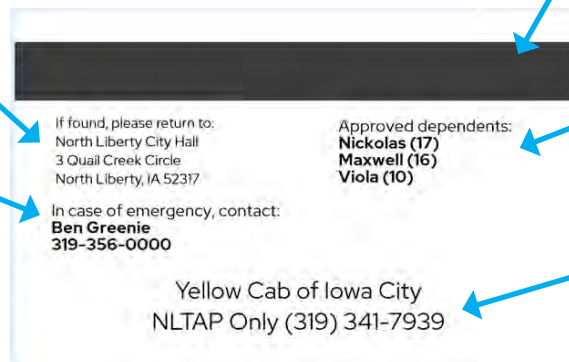 If found, please return to:
North Liberty City Hall
3 Quail Creek Circle
North Liberty, IA 52317
In case of emergency, contact:
Ben Greenie
319-356-0000
Approved dependents:
Nickolas (17)
Maxwell (16)
Viola (10)
Yellow Cab of Iowa City
NLTAP Only (319) 341-7939